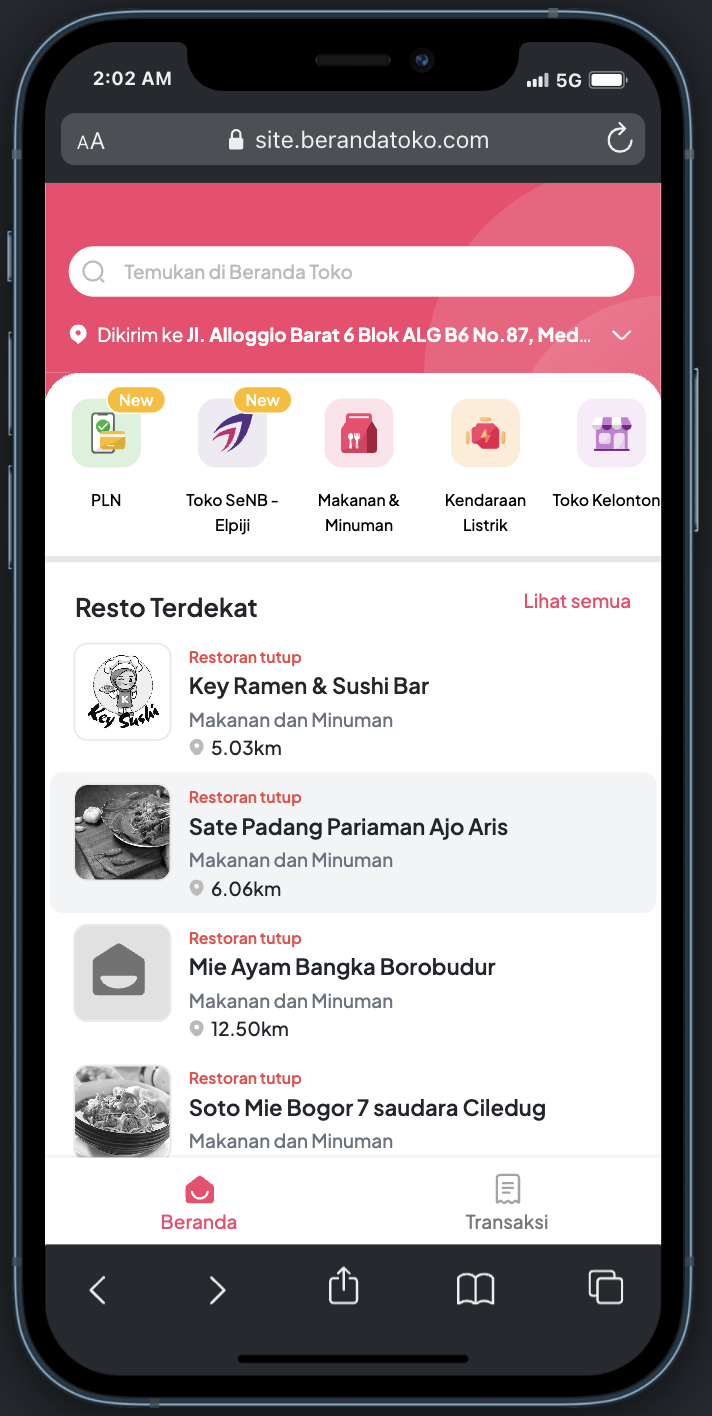 2:02 AM
5G
AA
site.berandatoko.com
Temukan di Beranda Toko
Dikirim ke Jl. Alloggio Barat 6 Blok ALG B6 No.87, Med...
New
New
PLN
Toko SeNB -
Elpiji
Makanan &
Minuman
Kendaraan
Listrik
Toko Kelonton
Resto Terdekat
Lihat semua
Key Sushi
K
Restoran tutup
Key Ramen & Sushi Bar
Makanan dan Minuman
5.03km
Restoran tutup
Sate Padang Pariaman Ajo Aris
Makanan dan Minuman
6.06km
Restoran tutup
Mie Ayam Bangka Borobudur
Makanan dan Minuman
12.50km
Restoran tutup
Soto Mie Bogor 7 saudara Ciledug
Makanan dan Minuman
Beranda
Transaksi